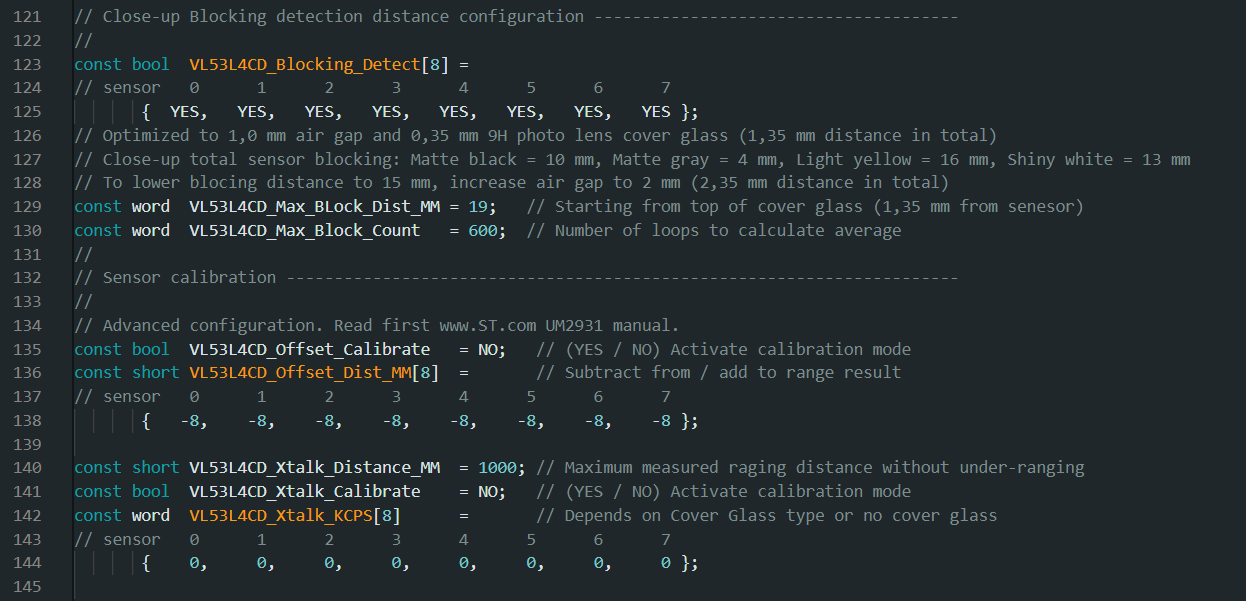 121 // Close-up Blocking detection distance configuration --------------------------------------
122 //
123 const bool  VL53L4CD_Blocking_Detect[8] =
124 // sensor   0      1      2      3      4      5      6      7
125        {  YES,   YES,   YES,   YES,   YES,   YES,   YES,   YES };
126 // Optimized to 1,0 mm air gap and 0,35 mm 9H photo lens cover glass (1,35 mm distance in total)
127 // Close-up total sensor blocking: Matte black = 10 mm, Matte gray = 4 mm, Light yellow = 16 mm, Shiny white = 13 mm
128 // To lower blocing distance to 15 mm, increase air gap to 2 mm (2,35 mm distance in total)
129 const word  VL53L4CD_Max_BLock_Dist_MM = 19;   // Starting from top of cover glass (1,35 mm from senesor)
130 const word  VL53L4CD_Max_Block_Count   = 600;  // Number of loops to calculate average
131 //
132 // Sensor calibration ----------------------------------------------------------------------
133 //
134 // Advanced configuration. Read first www.ST.com UM2931 manual.
135 const bool  VL53L4CD_Offset_Calibrate   = NO;   // (YES / NO) Activate calibration mode
136 const short VL53L4CD_Offset_Dist_MM[8]  =       // Subtract from / add to range result
137 // sensor   0      1      2      3      4      5      6      7
138        {   -8,    -8,    -8,    -8,    -8,    -8,    -8,    -8 };
139
140 const short VL53L4CD_Xtalk_Distance_MM  = 1000; // Maximum measured raging distance without under-ranging
141 const bool  VL53L4CD_Xtalk_Calibrate    = NO;   // (YES / NO) Activate calibration mode
142 const word  VL53L4CD_Xtalk_KCPS[8]      =       // Depends on Cover Glass type or no cover glass
143 // sensor   0      1      2      3      4      5      6      7
144        {    0,     0,     0,     0,     0,     0,     0,     0 };
145